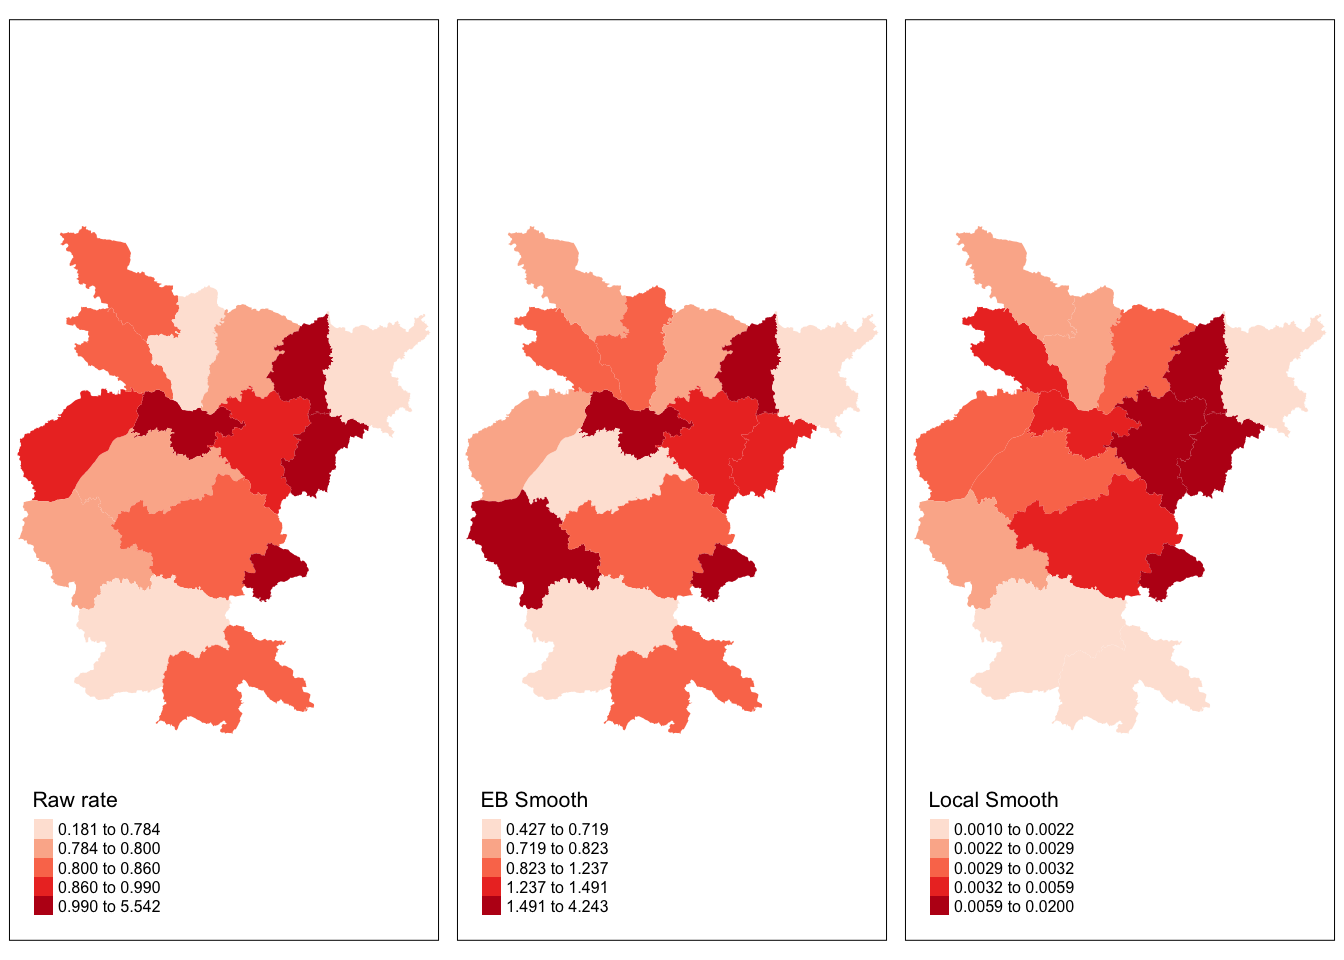 Raw rate
0.181 to 0.784
0.784 to 0.800
0.800 to 0.860
0.860 to 0.990
0.990 to 5.542
EB Smooth
0.427 to 0.719
0.719 to 0.823
0.823 to 1.237
1.237 to 1.491
1.491 to 4.243
Local Smooth
0.0010 to 0.0022
0.0022 to 0.0029
0.0029 to 0.0032
0.0032 to 0.0059
0.0059 to 0.0200